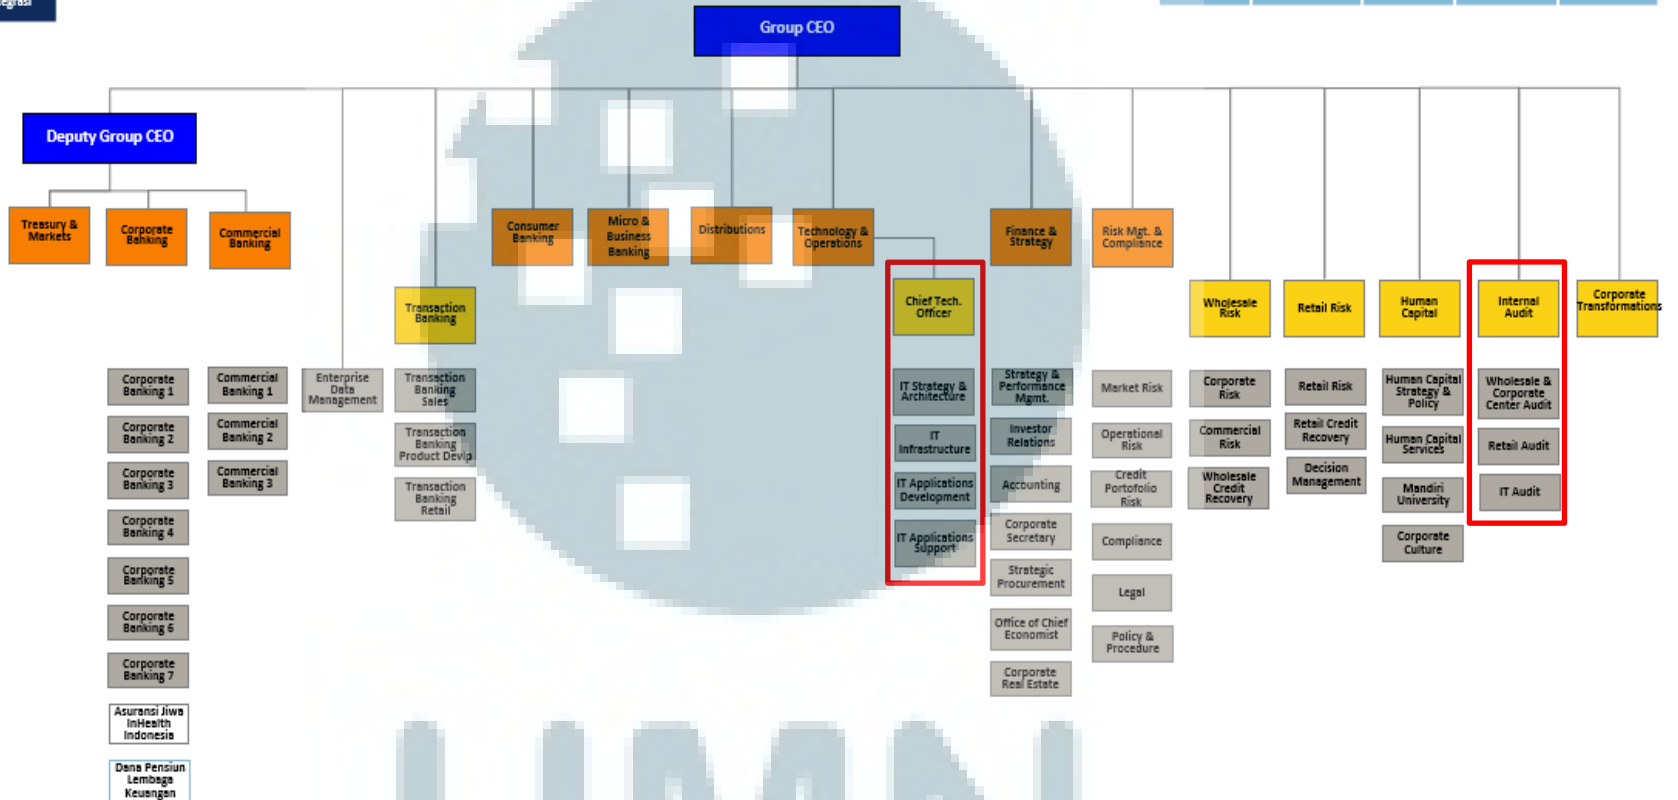 Group CEO
Deputy Group CEO
Treasury &
Markets
Corporate
Banking
Commercial
Banking
Consumer
Banking
Micro &
Business
Banking
Distributions
Technology &
Operations
Finance &
Strategy
Risk Mgt. &
Compliance
Transaction
Banking
Chief Tech.
Officer
Wholesale
Risk
Retail Risk
Human
Capital
Internal
Audit
Corporate
Transformations
Corporate
Banking 1
Corporate
Banking 2
Corporate
Banking 3
Corporate
Banking 4
Corporate
Banking 5
Corporate
Banking 6
Corporate
Banking 7
Asuransi Jiwa
InHealth
Indonesia
Dana Pensiun
Lembaga
Keuangan
Commercial
Banking 1
Commercial
Banking 2
Commercial
Banking 3
Enterprise
Data
Management
Transaction
Banking
Sales
Transaction
Banking
Product Devlp
Transaction
Banking
Retail
IT Strategy &
Architecture
IT
Infrastructure
IT Applications
Development
IT Applications
Support
Strategy &
Performance
Mgmt.
Investor
Relations
Accounting
Corporate
Secretary
Strategic
Procurement
Office of Chief
Economist
Corporate
Real Estate
Market Risk
Operational
Risk
Credit
Portofolio
Risk
Compliance
Legal
Policy &
Procedure
Corporate
Risk
Commercial
Risk
Wholesale
Credit
Recovery
Retail Risk
Retail Credit
Recovery
Decision
Management
Human Capital
Strategy &
Policy
Human Capital
Services
Mandiri
University
Corporate
Culture
Wholesale &
Corporate
Center Audit
Retail Audit
IT Audit